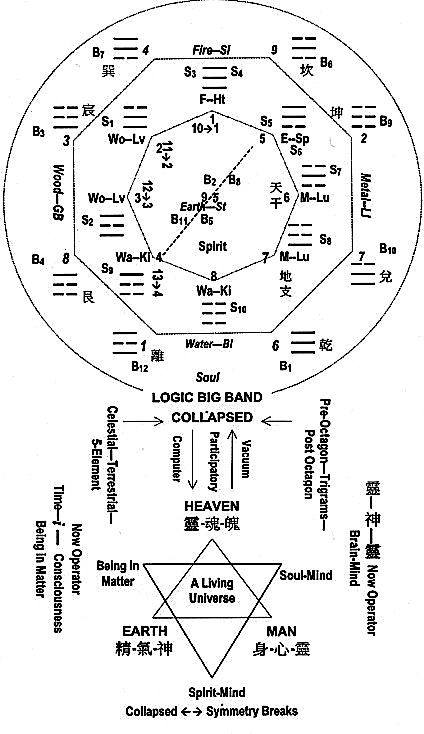 Fire--SI
B₇ 4
9 B₆
巽
坎
S₃ S₄
F--Ht
1
10→1
B₃
3
S₁
Wo--Lv
11→2
2
S₅
5
E--Sp
S₆
坤
B₉
2
Wood--GB
Metal--LI
12→3
Wo--Lv 3
S₂
B₂ B₈
9-5
Earth--St
B₁₁ B₅
Spirit
天干
6
S₇
M--Lu
B₄
8
艮
Wa--Ki 4
S₉
13→4
8
Wa--Ki
S₁₀
7
M--Lu
S₈
地支
B₁₀
7
兌
1 離
B₁₂
Water--Bl
6 乾
B₁
Soul
LOGIC BIG BAND
COLLAPSED
Celestial--Terrestrial--
5-Element
Computer
Participatory
Vacuum
Pre-Octagon--Trigrams--
Post Octagon
Now Operator
Time--i-- Consciousness
Being in Matter
靈--神--靈 Now Operator
Brain-Mind
HEAVEN
靈-魂-魄
Being in
Matter
Soul-Mind
A Living
Universe
EARTH
精-氣-神
MAN
身-心-靈
Spirit-Mind
Collapsed ←→ Symmetry Breaks